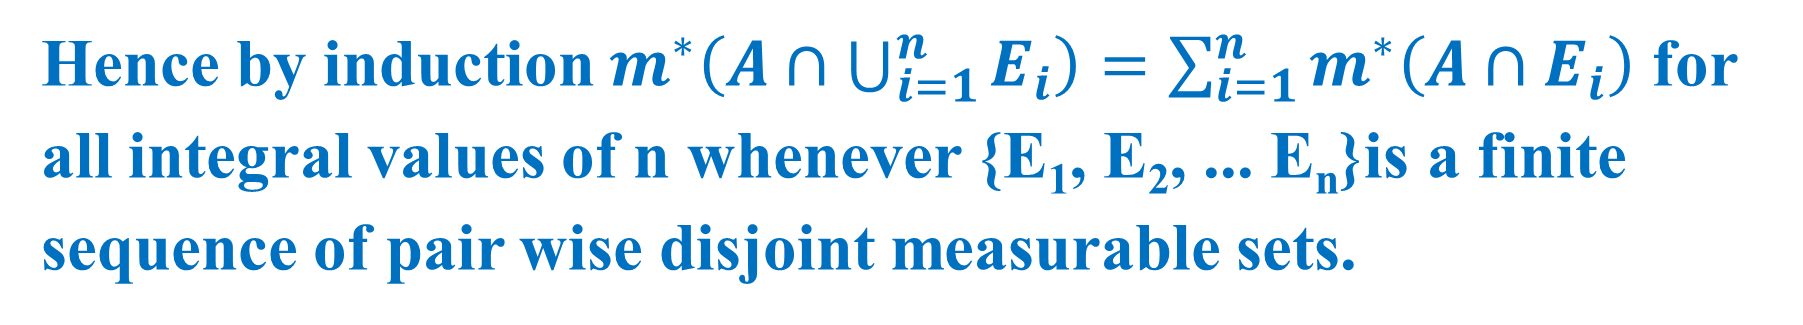 Hence by induction m*(A ∩ ⋃ⁿᵢ₌₁ Eᵢ) = ∑ⁿᵢ₌₁ m*(A ∩ Eᵢ) for
all integral values of n whenever {E₁, E₂, ... Eₙ}is a finite
sequence of pair wise disjoint measurable sets.